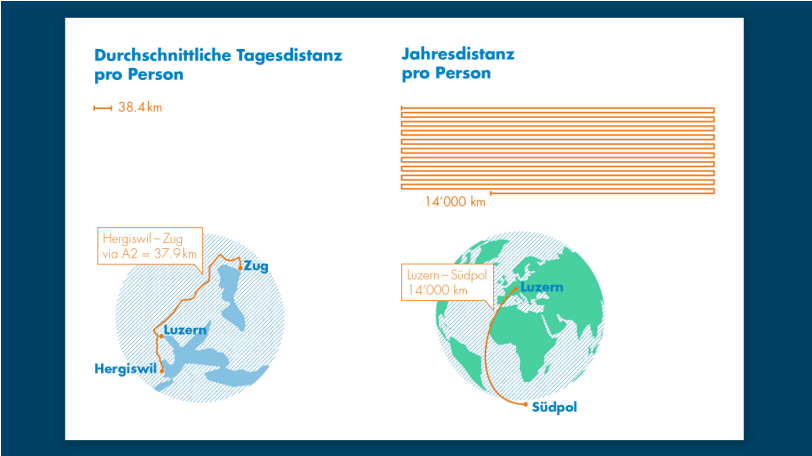 Durchschnittliche Tagesdistanz
pro Person
38.4 km
Hergiswil – Zug
via A2 = 37.9 km
Zug
Luzern
Hergiswil
Jahresdistanz
pro Person
14’000 km
Luzern – Südpol
14’000 km
Luzern
Südpol